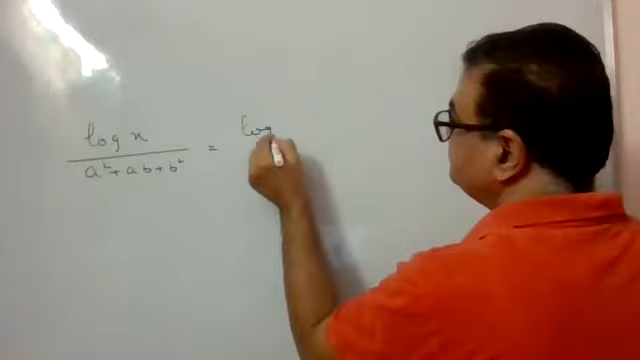 log x / a² + ab + b² = log